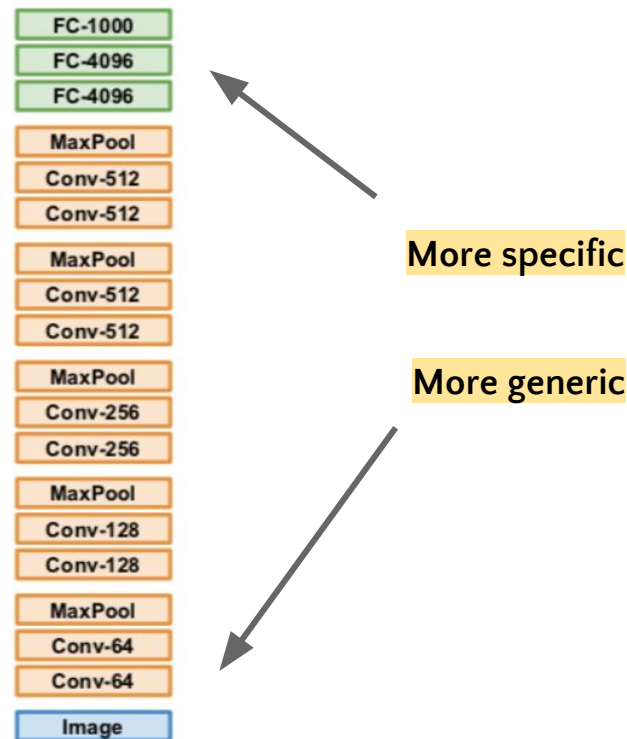 FC-1000
FC-4096
FC-4096
MaxPool
Conv-512
Conv-512
MaxPool
Conv-512
Conv-512
MaxPool
Conv-256
Conv-256
MaxPool
Conv-128
Conv-128
MaxPool
Conv-64
Conv-64
Image
More specific
More generic